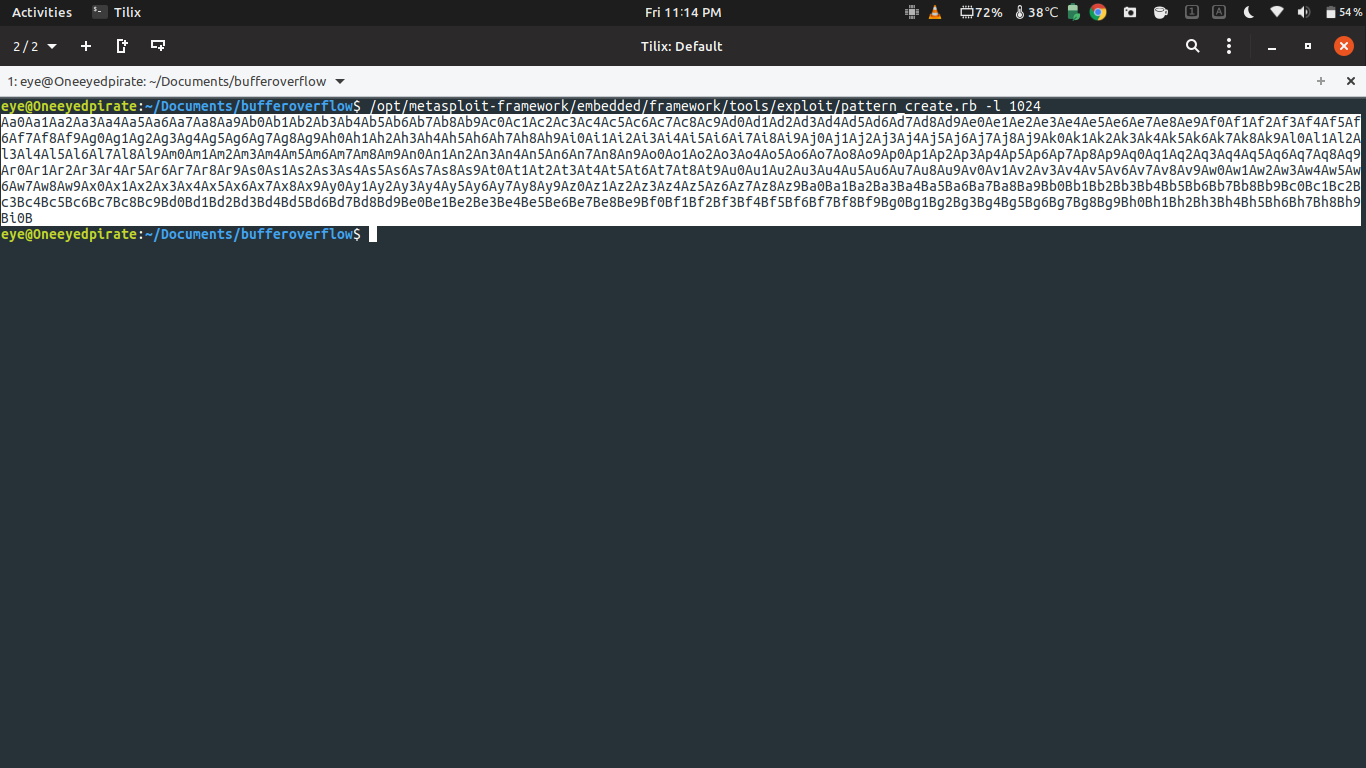 Activities Tilix Fri 11:14 PM 72% 38℃ 1 A 54%
2 / 2 Tilix: Default
1: eye@Oneeyedpirate: ~/Documents/bufferoverflow
eye@Oneeyedpirate:~/Documents/bufferoverflow$ /opt/metasploit-framework/embedded/framework/tools/exploit/pattern_create.rb -l 1024
Aa0Aa1Aa2Aa3Aa4Aa5Aa6Aa7Aa8Aa9Ab0Ab1Ab2Ab3Ab4Ab5Ab6Ab7Ab8Ab9Ac0Ac1Ac2Ac3Ac4Ac5Ac6Ac7Ac8Ac9Ad0Ad1Ad2Ad3Ad4Ad5Ad6Ad7Ad8Ad9Ae0Ae1Ae2Ae3Ae4Ae5Ae6Ae7Ae8Ae9Af0Af1Af2Af3Af4Af5Af
6Af7Af8Af9Ag0Ag1Ag2Ag3Ag4Ag5Ag6Ag7Ag8Ag9Ah0Ah1Ah2Ah3Ah4Ah5Ah6Ah7Ah8Ah9Ai0Ai1Ai2Ai3Ai4Ai5Ai6Ai7Ai8Ai9Aj0Aj1Aj2Aj3Aj4Aj5Aj6Aj7Aj8Aj9Ak0Ak1Ak2Ak3Ak4Ak5Ak6Ak7Ak8Ak9Al0Al1Al2A
l3Al4Al5Al6Al7Al8Al9Am0Am1Am2Am3Am4Am5Am6Am7Am8Am9An0An1An2An3An4An5An6An7An8An9Ao0Ao1Ao2Ao3Ao4Ao5Ao6Ao7Ao8Ao9Ap0Ap1Ap2Ap3Ap4Ap5Ap6Ap7Ap8Ap9Aq0Aq1Aq2Aq3Aq4Aq5Aq6Aq7Aq8Aq9
Ar0Ar1Ar2Ar3Ar4Ar5Ar6Ar7Ar8Ar9As0As1As2As3As4As5As6As7As8As9At0At1At2At3At4At5At6At7At8At9Au0Au1Au2Au3Au4Au5Au6Au7Au8Au9Av0Av1Av2Av3Av4Av5Av6Av7Av8Av9Aw0Aw1Aw2Aw3Aw4Aw5Aw
6Aw7Aw8Aw9Ax0Ax1Ax2Ax3Ax4Ax5Ax6Ax7Ax8Ax9Ay0Ay1Ay2Ay3Ay4Ay5Ay6Ay7Ay8Ay9Az0Az1Az2Az3Az4Az5Az6Az7Az8Az9Ba0Ba1Ba2Ba3Ba4Ba5Ba6Ba7Ba8Ba9Bb0Bb1Bb2Bb3Bb4Bb5Bb6Bb7Bb8Bb9Bc0Bc1Bc2B
c3Bc4Bc5Bc6Bc7Bc8Bc9Bd0Bd1Bd2Bd3Bd4Bd5Bd6Bd7Bd8Bd9Be0Be1Be2Be3Be4Be5Be6Be7Be8Be9Bf0Bf1Bf2Bf3Bf4Bf5Bf6Bf7Bf8Bf9Bg0Bg1Bg2Bg3Bg4Bg5Bg6Bg7Bg8Bg9Bh0Bh1Bh2Bh3Bh4Bh5Bh6Bh7Bh8Bh9
Bi0B
eye@Oneeyedpirate:~/Documents/bufferoverflow$